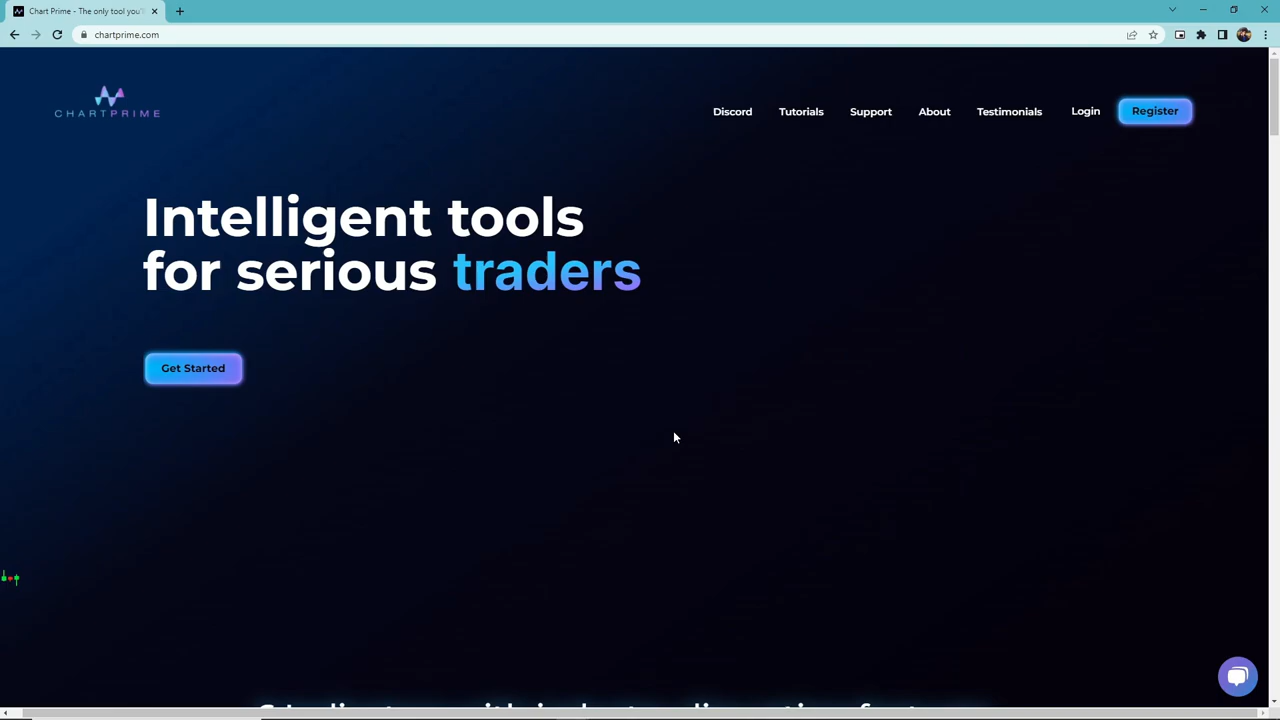 Chart Prime - The only tool you'
chartprime.com
CHARTPRIME
Discord Tutorials Support About Testimonials Login Register
Intelligent tools
for serious traders
Get Started